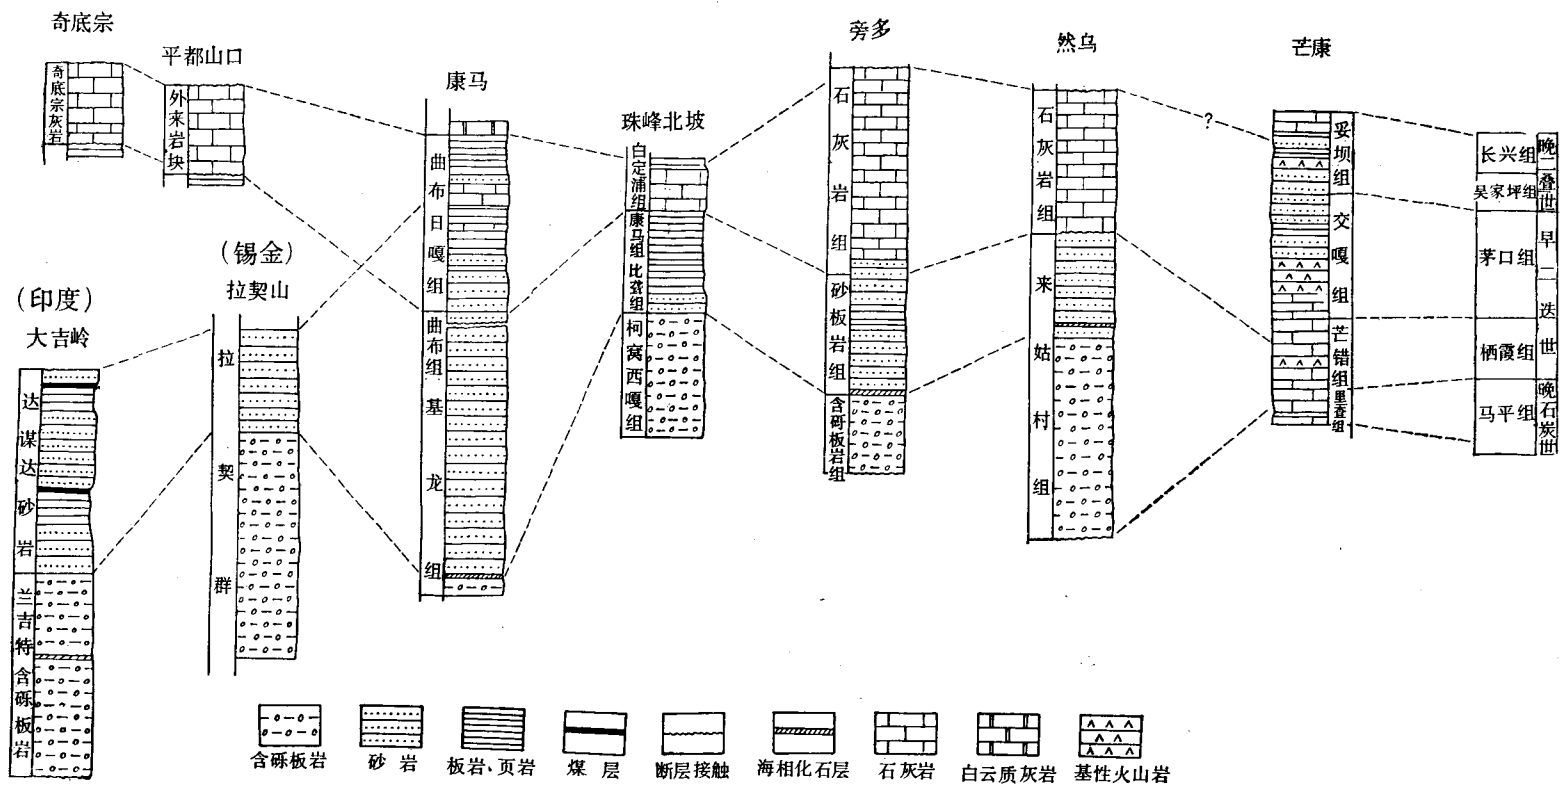 奇底宗
奇底宗灰岩
平都山口
外来岩块
(印度)
大吉岭
达谋达砂岩
兰吉特含砾板岩
(锡金)
拉契山
拉契群
康马
曲布日嘎组
曲布组
基龙组
珠峰北坡
白定浦组
康马组
比聋组
柯窝西嘎组
旁多
石灰岩组
砂板岩组
含砾板岩组
然乌
石灰岩组
来姑村组
?
芒康
妥坝组
交嘎组
芒错组
里查组
长兴组
吴家坪组
茅口组
栖霞组
马平组
晚二叠世
早二迭世
晚石炭世
含砾板岩
砂岩
板岩、页岩
煤层
断层接触
海相化石层
石灰岩
白云质灰岩
基性火山岩